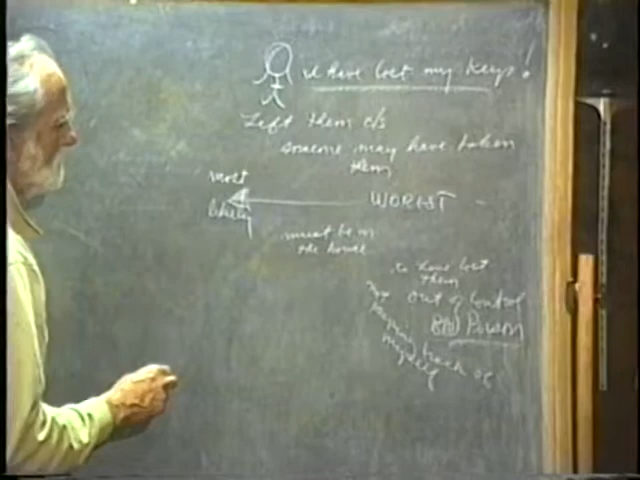 I have lost my keys!
Left them o/s
someone may have taken
them
most
likely
WORST
must be in
the house
to have lost
them
out of control
BAD Person
track of
myself